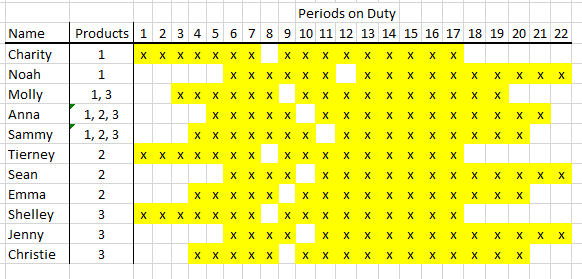 Periods on Duty
Name Products 1 2 3 4 5 6 7 8 9 10 11 12 13 14 15 16 17 18 19 20 21 22
Charity 1 x x x x x x x x x x x x x x x x
Noah 1 x x x x x x x x x x x x x x x x
Molly 1, 3 x x x x x x x x x x x x x x x x
Anna 1, 2, 3 x x x x x x x x x x x x x x x x
Sammy 1, 2, 3 x x x x x x x x x x x x x x x x
Tierney 2 x x x x x x x x x x x x x x x x
Sean 2 x x x x x x x x x x x x x x x x
Emma 2 x x x x x x x x x x x x x x x x
Shelley 3 x x x x x x x x x x x x x x x x
Jenny 3 x x x x x x x x x x x x x x x x
Christie 3 x x x x x x x x x x x x x x x x